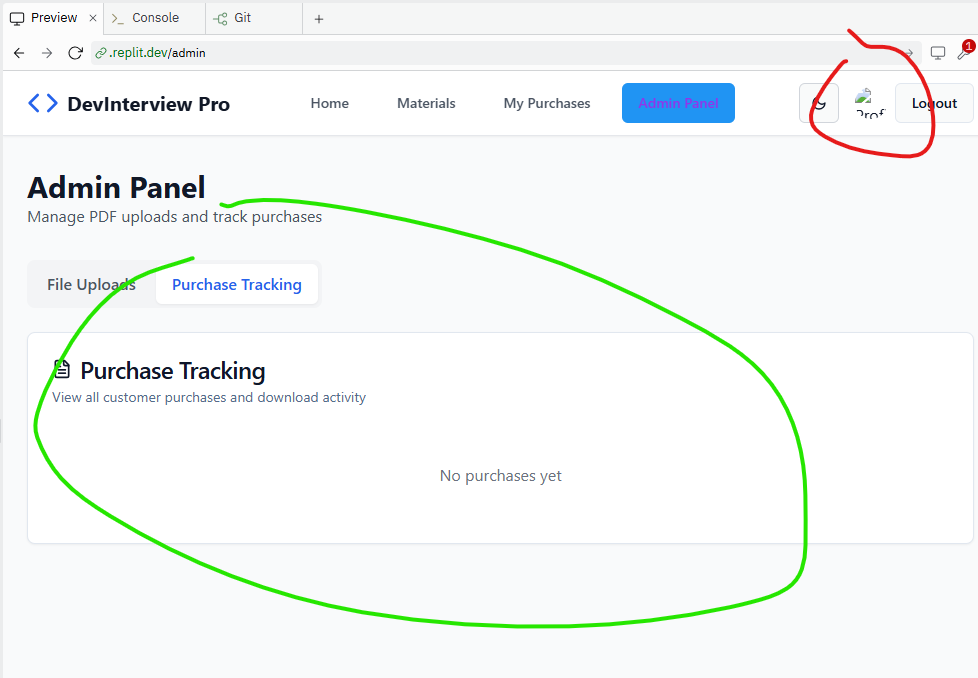 Preview
Console
Git
.replit.dev/admin
1
DevInterview Pro
Home
Materials
My Purchases
Admin Panel
Logout
Admin Panel
Manage PDF uploads and track purchases
File Uploads
Purchase Tracking
Purchase Tracking
View all customer purchases and download activity
No purchases yet